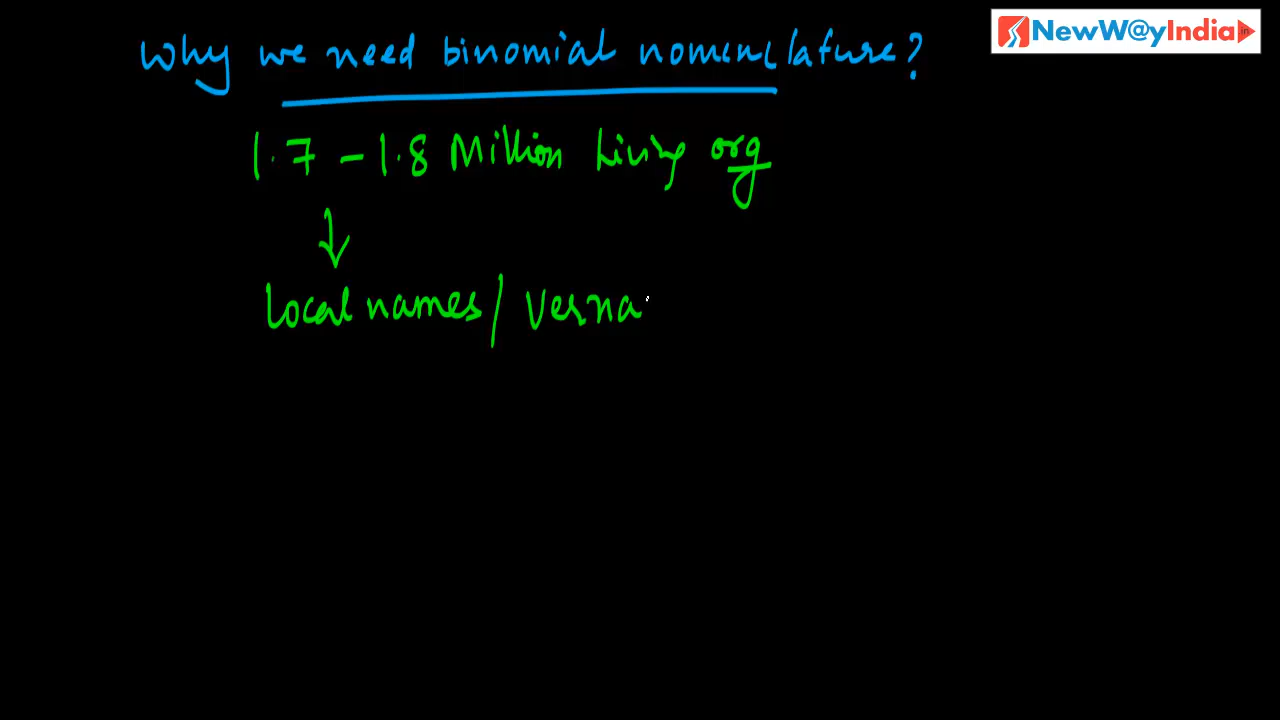 Why we need binomial nomenclature?
NewW@yIndia
1.7 - 1.8 Million Living org
↓
Local names / Verna